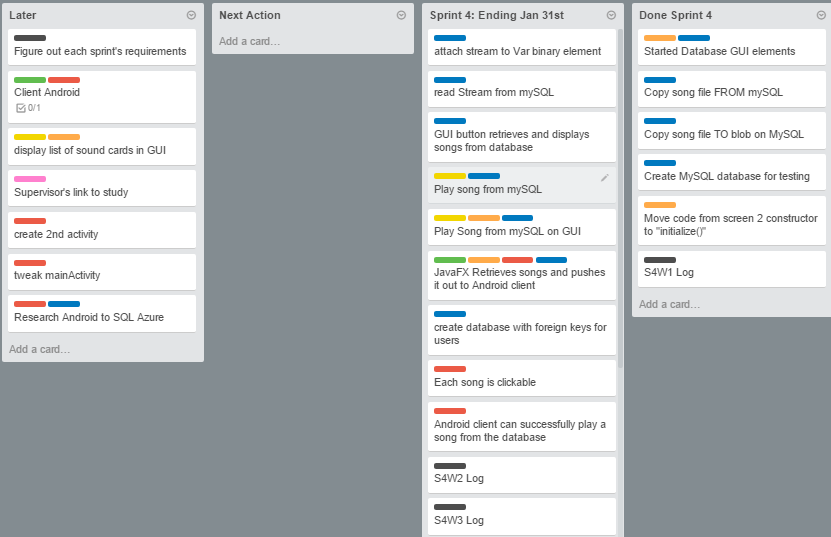 Later
Figure out each sprint's requirements
Client Android
0/1
display list of sound cards in GUI
Supervisor's link to study
create 2nd activity
tweak mainActivity
Research Android to SQL Azure
Add a card...
Next Action
Add a card...
Sprint 4: Ending Jan 31st
attach stream to Var binary element
read Stream from mySQL
GUI button retrieves and displays
songs from database
Play song from mySQL
Play Song from mySQL on GUI
JavaFX Retrieves songs and pushes
it out to Android client
create database with foreign keys for
users
Each song is clickable
Android client can successfully play a
song from the database
S4W2 Log
S4W3 Log
Done Sprint 4
Started Database GUI elements
Copy song file FROM mySQL
Copy song file TO blob on MySQL
Create MySQL database for testing
Move code from screen 2 constructor
to "initialize()"
S4W1 Log
Add a card...